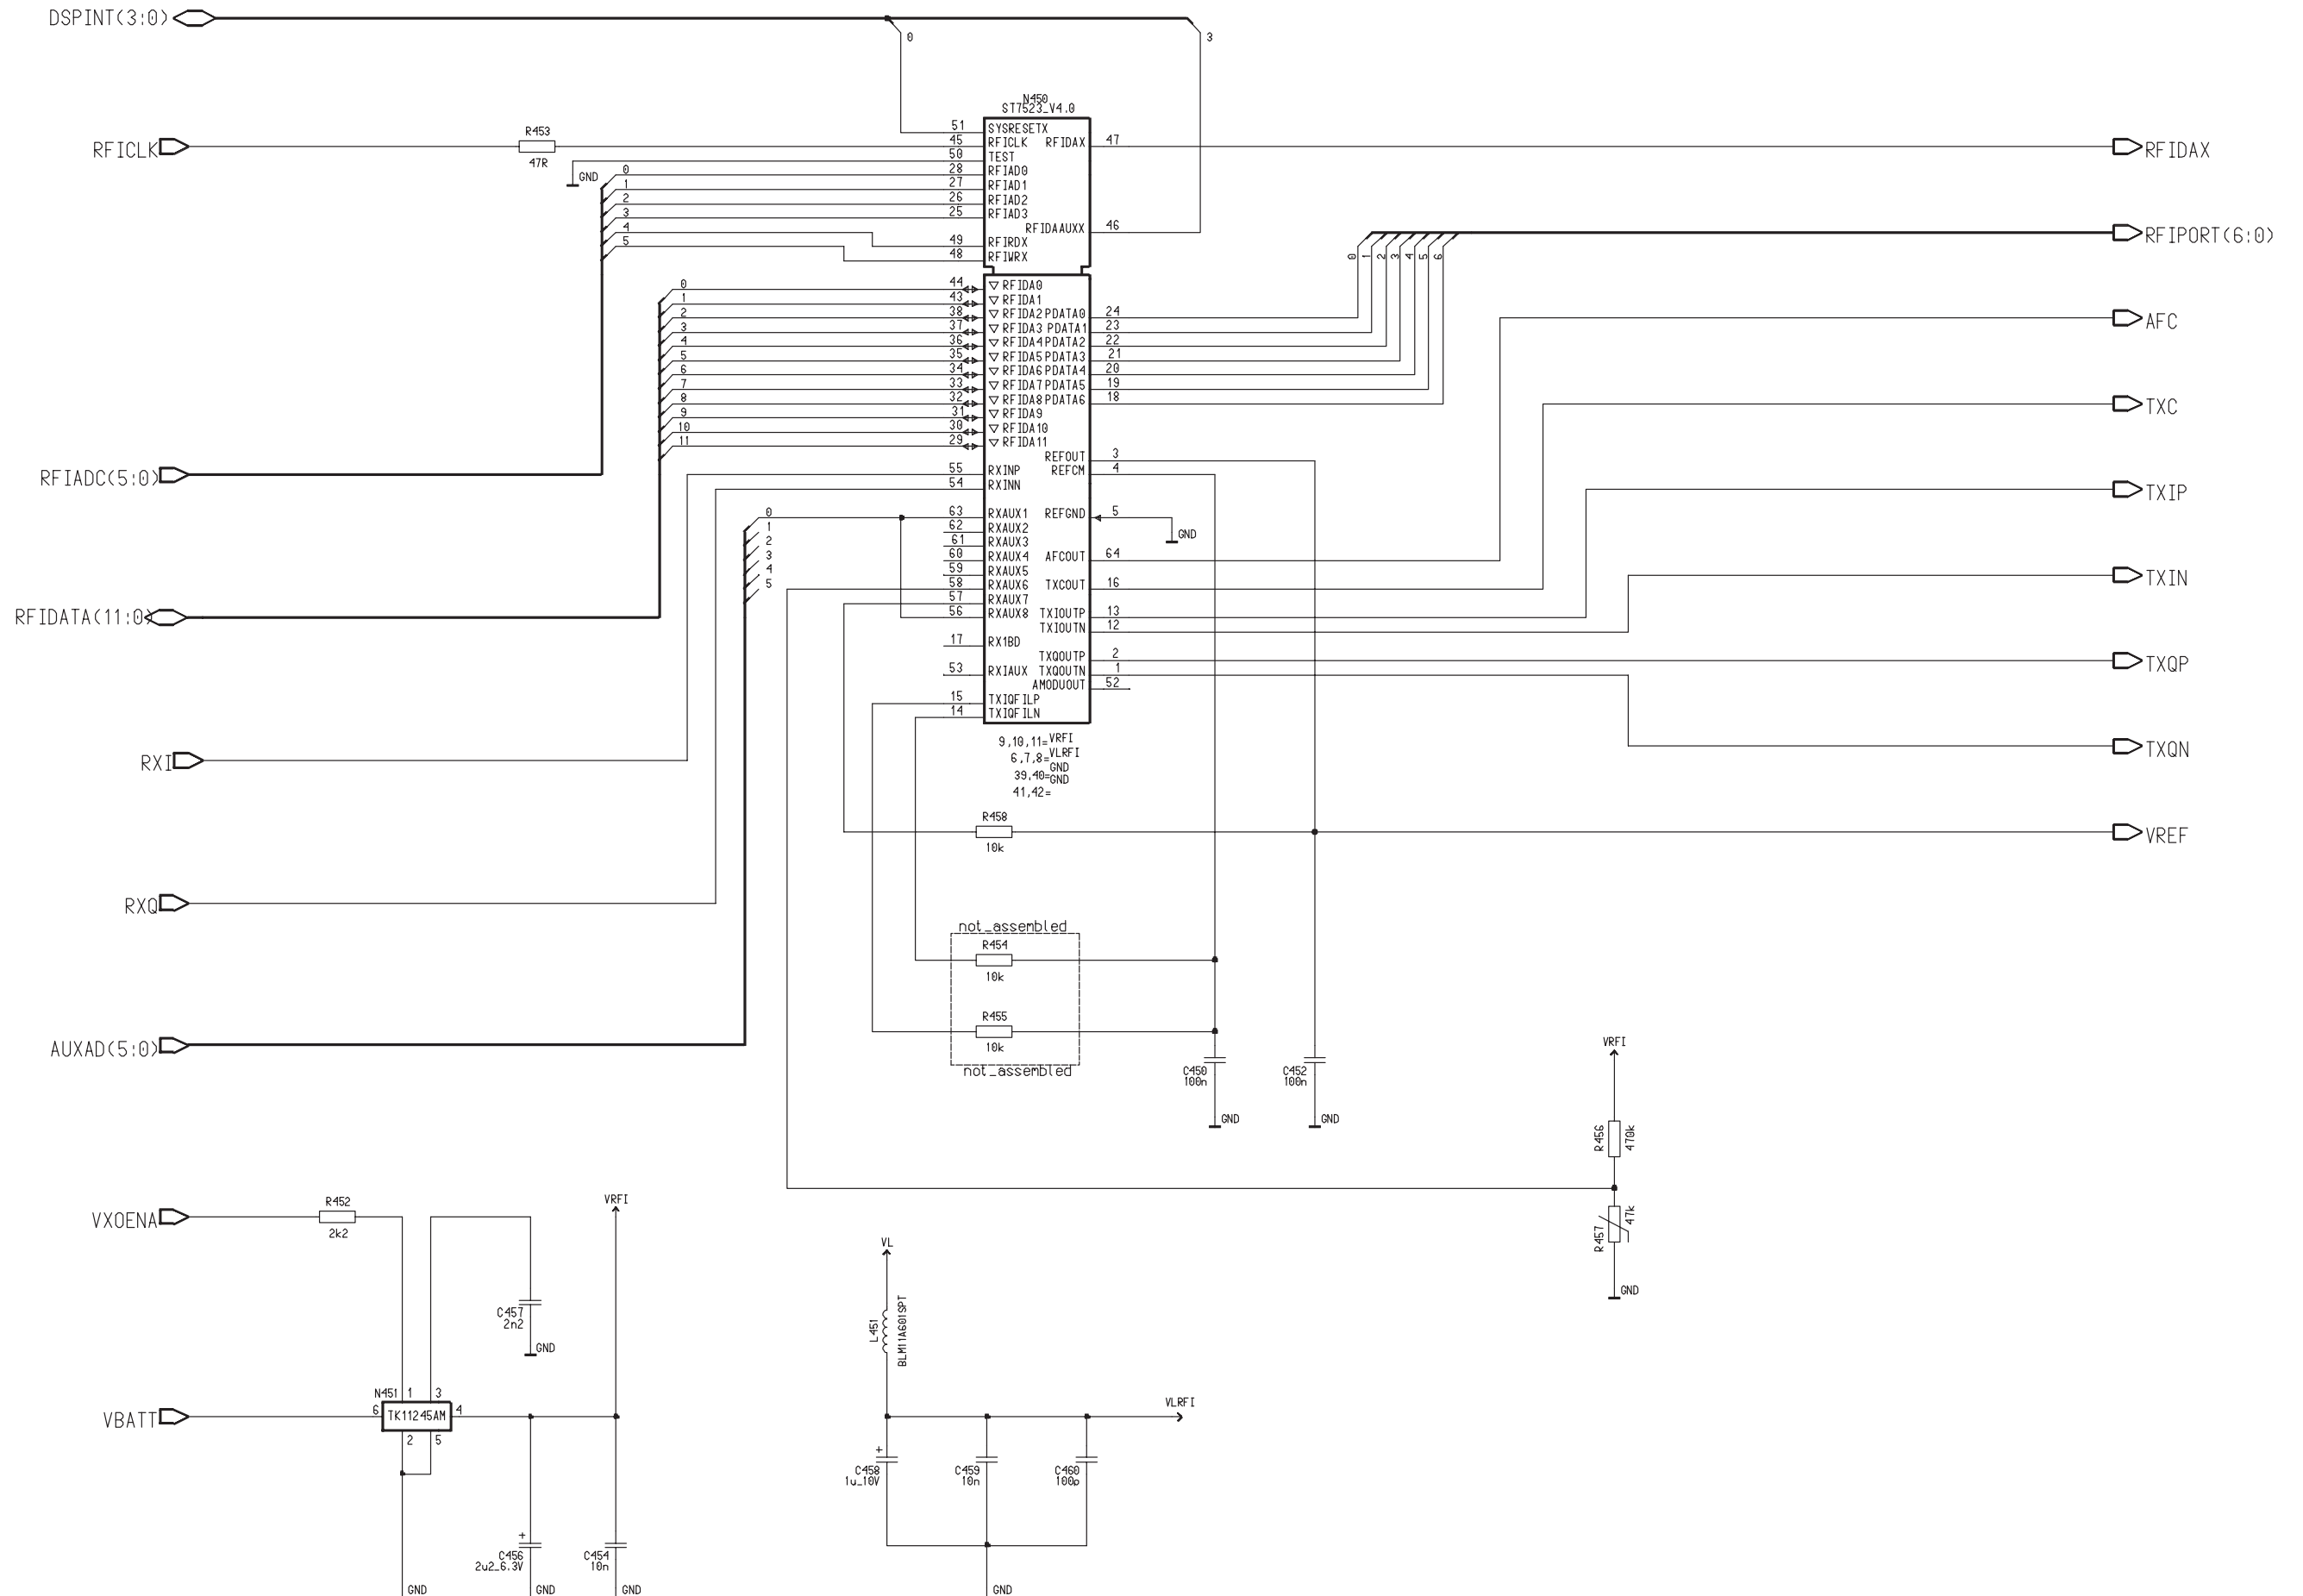 DSPINT(3:0)
0
3
N450
ST7523_V4.0
RFICLK
R453
47R
GND
51 SYSRESETX
45 RFICLK RFIDAX 47
50 TEST
0 28 RFIAD0
1 27 RFIAD1
2 26 RFIAD2
3 25 RFIAD3
RFIDAAUXX 46
4 49 RFIRDX
5 48 RFIWRX
RFIDAX
RFIPORT(6:0)
0 1 2 3 4 5 6
0 44 RFIDA0
1 43 RFIDA1
2 38 RFIDA2 PDATA0 24
3 37 RFIDA3 PDATA1 23
4 36 RFIDA4 PDATA2 22
5 35 RFIDA5 PDATA3 21
6 34 RFIDA6 PDATA4 20
7 33 RFIDA7 PDATA5 19
8 32 RFIDA8 PDATA6 18
9 31 RFIDA9
10 30 RFIDA10
11 29 RFIDA11
AFC
TXC
REFOUT 3
55 RXINP REFCM 4
54 RXINN
RFIADC(5:0)
TXIP
0 63 RXAUX1 REFGND 5
GND
1 62 RXAUX2
2 61 RXAUX3
3 60 RXAUX4 AFCOUT 64
4 59 RXAUX5
5 58 RXAUX6 TXCOUT 16
57 RXAUX7
56 RXAUX8 TXIOUTP 13
TXIOUTN 12
17 RX1BD
TXQOUTP 2
53 RXIAUX TXQOUTN 1
AMODUOUT 52
15 TXIQFILP
14 TXIQFILN
TXIN
RFIDATA(11:0)
TXQP
9,10,11=VRFI
6,7,8=VLRFI
GND
39,40=GND
41,42=
RXI
TXQN
R458
10k
VREF
RXQ
not_assembled
R454
10k
R455
10k
not_assembled
AUXAD(5:0)
C450
100n
GND
C452
100n
GND
VRFI
R456
470k
R457
47k
GND
VXOENA
R452
2k2
VRFI
C457
2n2
GND
VL
L451
BLM11A601SPT
VBATT
N451 1 3
6 TK11245AM 4
2 5
VLRFI
C458
1u_10V
C459
10n
C460
100p
+
+
C456
2u2_6.3V
C454
10n
GND
GND
GND
GND